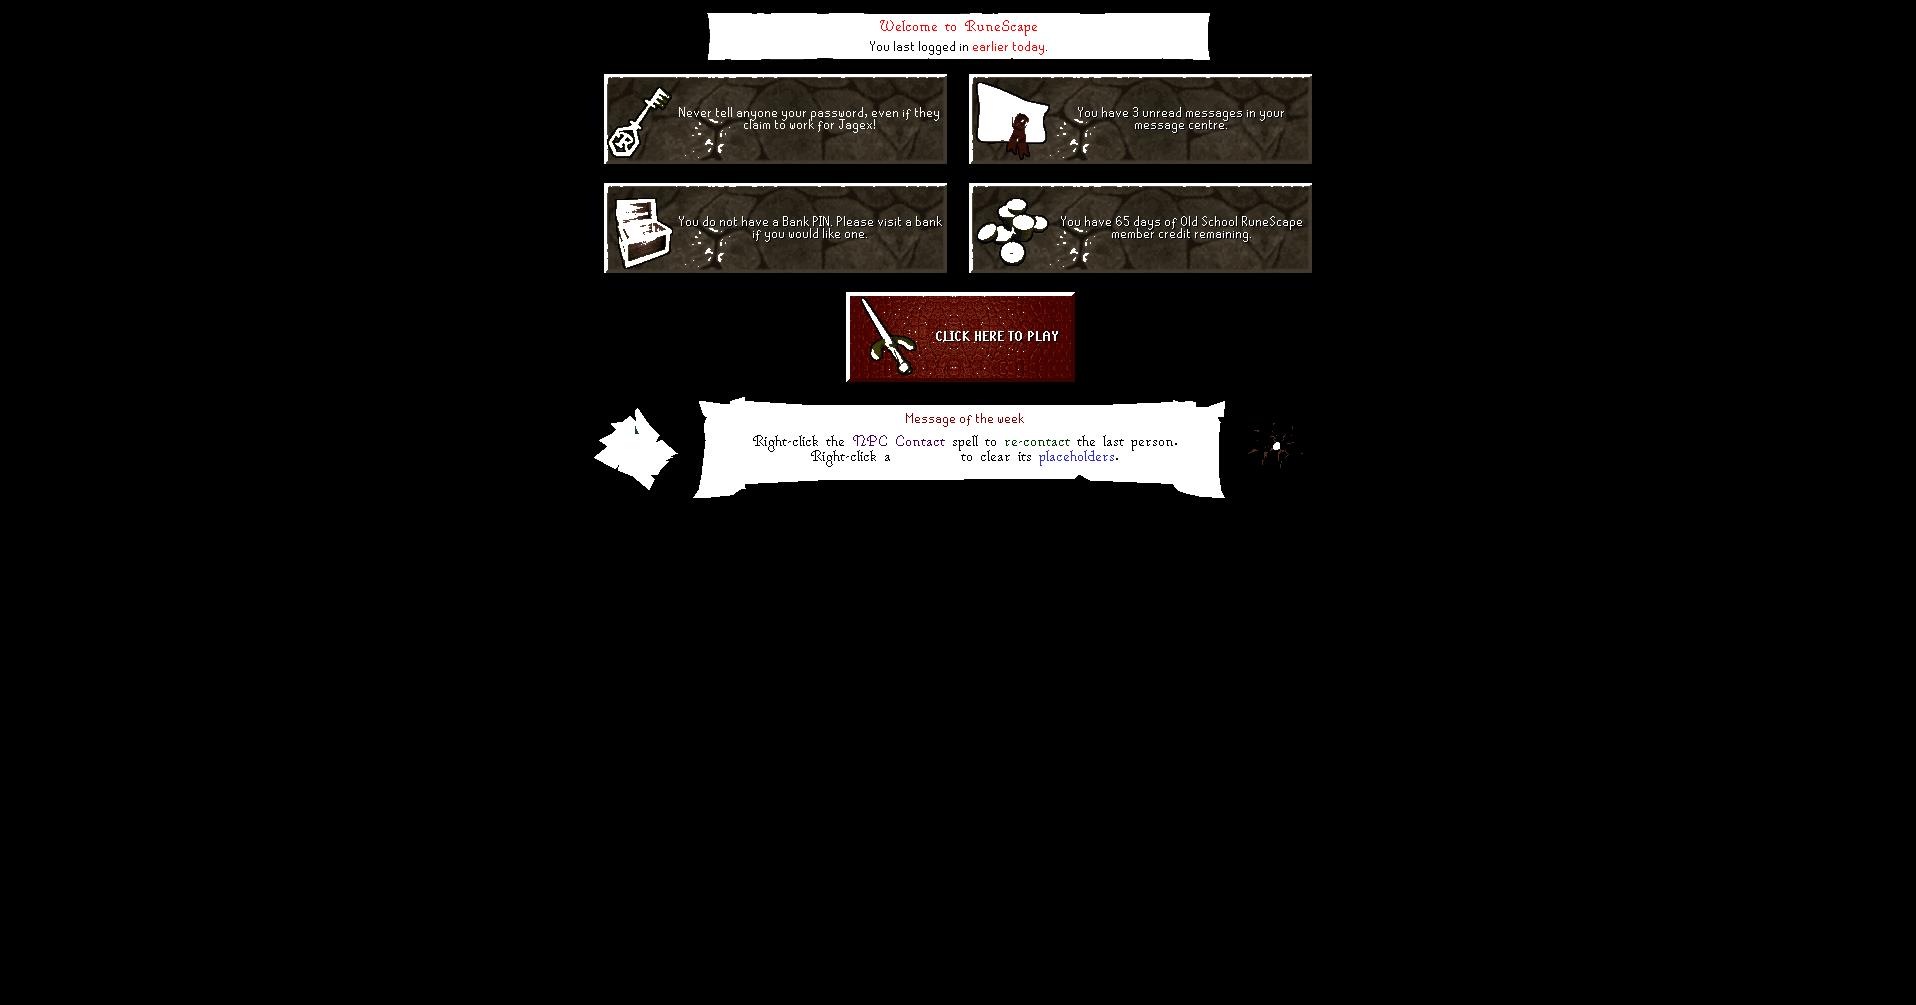 Welcome to RuneScape
You last logged in earlier today.
Never tell anyone your password, even if they
claim to work for Jagex!
You have 3 unread messages in your
message centre.
You do not have a Bank PIN. Please visit a bank
if you would like one.
You have 65 days of Old School RuneScape
member credit remaining.
CLICK HERE TO PLAY
Message of the week
Right-click the NPC Contact spell to re-contact the last person.
Right-click a to clear its placeholders.